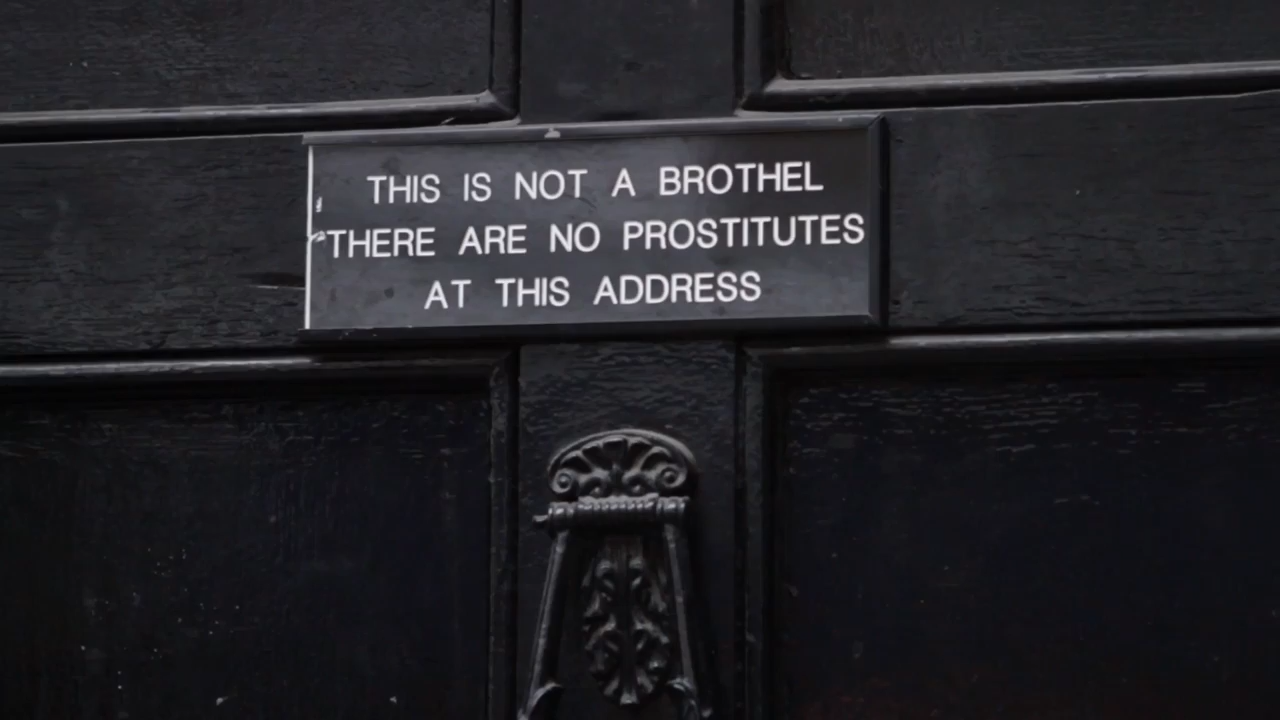 THIS IS NOT A BROTHEL
THERE ARE NO PROSTITUTES
AT THIS ADDRESS